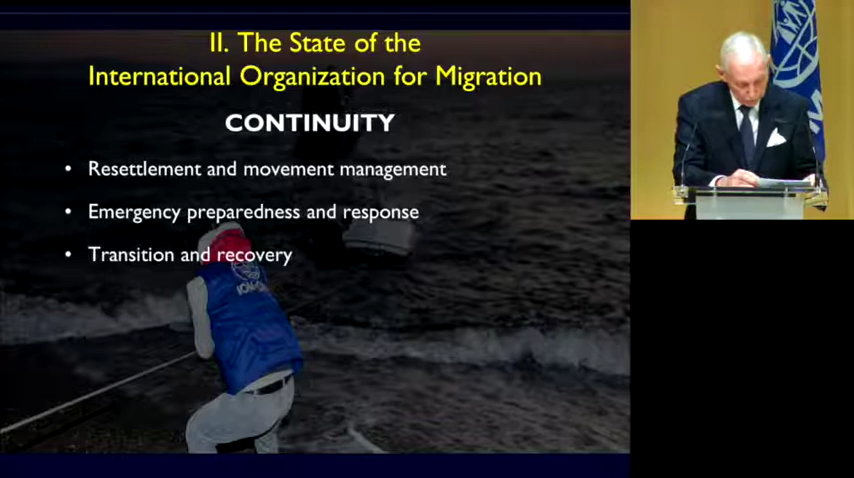 II. The State of the
International Organization for Migration
CONTINUITY
• Resettlement and movement management
• Emergency preparedness and response
• Transition and recovery